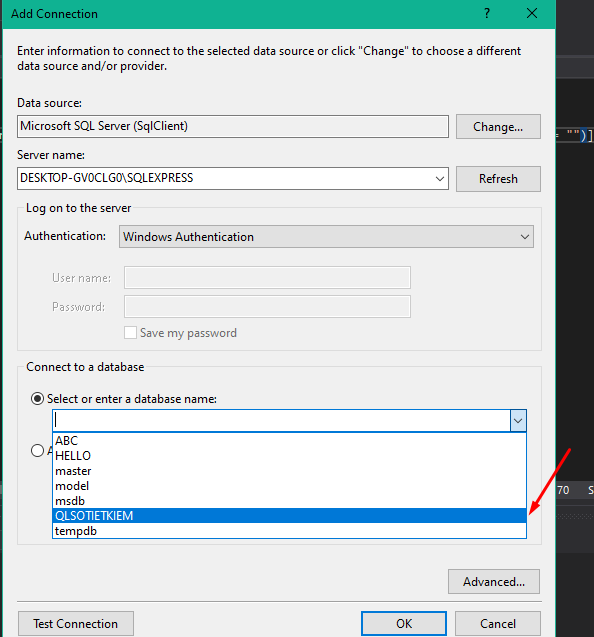 Add Connection
?
Enter information to connect to the selected data source or click "Change" to choose a different
data source and/or provider.
Data source:
Microsoft SQL Server (SqlClient)
Change...
= "")]
Server name:
DESKTOP-GV0CLG0\SQLEXPRESS
Refresh
Log on to the server
Authentication:
Windows Authentication
User name:
Password:
Save my password
Connect to a database
Select or enter a database name:
ABC
HELLO
master
model
msdb
QLSOTIETKIEM
tempdb
70 S
Advanced...
Test Connection
OK
Cancel